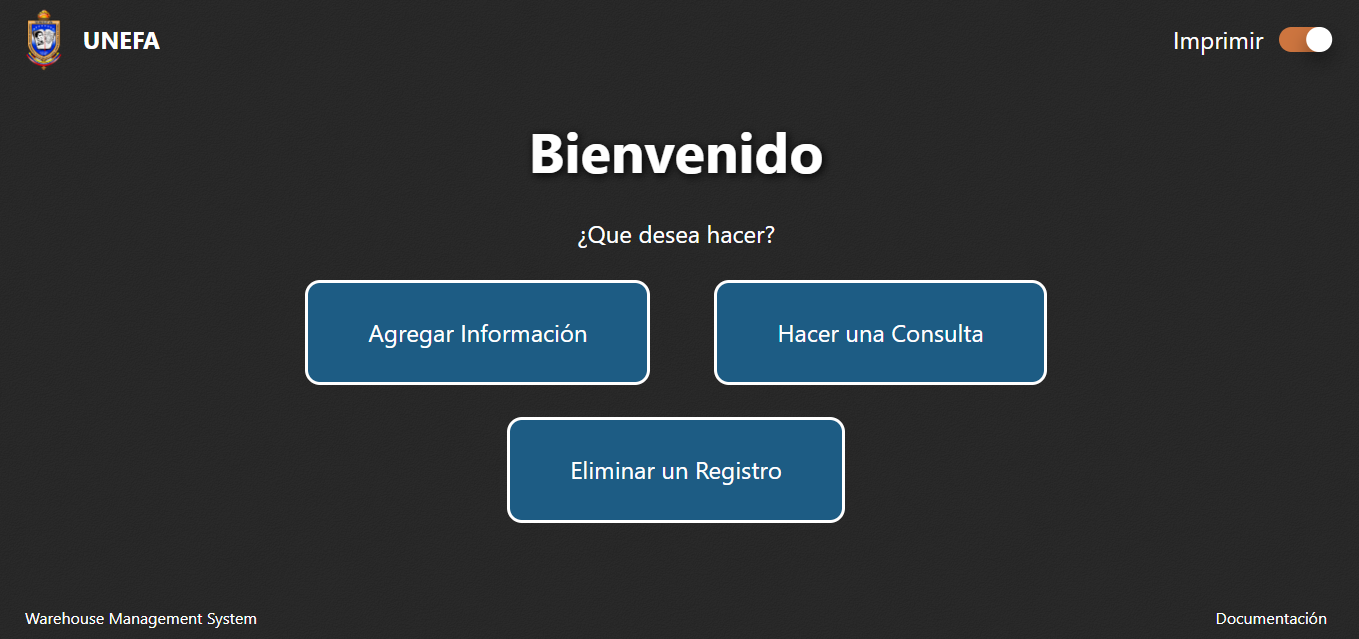 UNEFA
Imprimir
Bienvenido
¿Que desea hacer?
Agregar Información
Hacer una Consulta
Eliminar un Registro
Warehouse Management System
Documentación